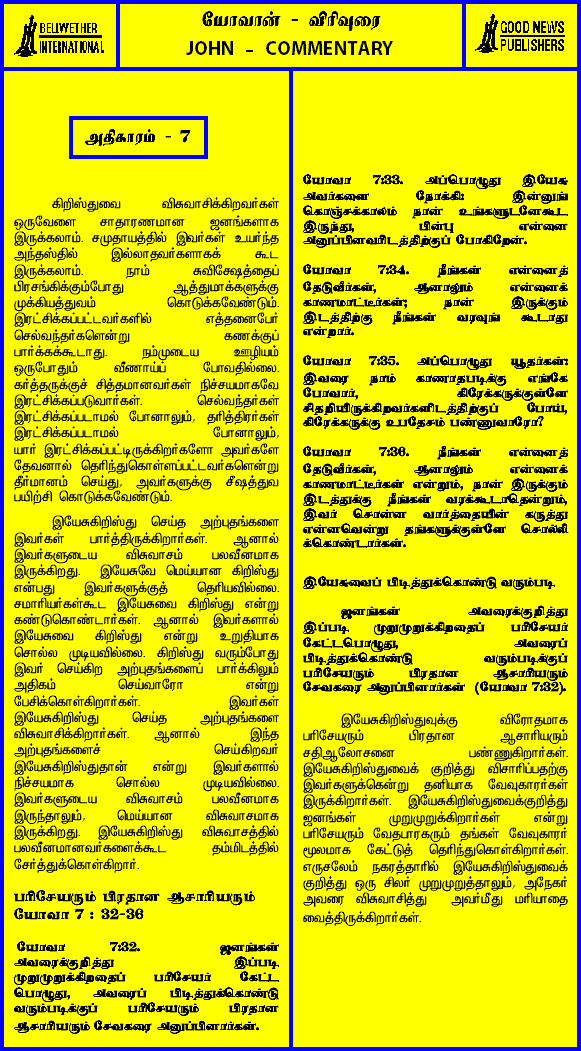 BELWETHER
INTERNATIONAL
யோவான் - விரிவுரை
JOHN - COMMENTARY
GOOD NEWS
PUBLISHERS
அதிகாரம் - 7
கிறிஸ்துவை விசுவாசிக்கிறவர்கள்
ஒருவேளை சாதாரணமான ஜனங்களாக
இருக்கலாம். சமுதாயத்தில் இவர்கள் உயர்ந்த
அந்தஸ்தில் இல்லாதவர்களாகக் கூட
இருக்கலாம். நாம் சுவிசேஷத்தைப்
பிரசங்கிக்கும்போது ஆத்துமாக்களுக்கு
முக்கியத்துவம் கொடுக்கவேண்டும்.
இரட்சிக்கப்பட்டவர்களில் எத்தனைபேர்
செல்வந்தர்களென்று கணக்குப்
பார்க்கக்கூடாது. நம்முடைய ஊழியம்
ஒருபோதும் வீணாய்ப் போவதில்லை.
கர்த்தருக்குச் சித்தமானவர்கள் நிச்சயமாகவே
இரட்சிக்கப்படுவார்கள். செல்வந்தர்கள்
இரட்சிக்கப்படாமல் போனாலும், தரித்திரர்கள்
இரட்சிக்கப்படாமல் போனாலும்,
யார் இரட்சிக்கப்பட்டிருக்கிறார்களோ அவர்களே
தேவனால் தெரிந்துகொள்ளப்பட்டவர்களென்று
தீர்மானம் செய்து, அவர்களுக்கு சீஷத்துவ
பயிற்சி கொடுக்கவேண்டும்.
இயேசுகிறிஸ்து செய்த அற்புதங்களை
இவர்கள் பார்த்திருக்கிறார்கள். ஆனால்
இவர்களுடைய விசுவாசம் பலவீனமாக
இருக்கிறது. இயேசுவே மெய்யான கிறிஸ்து
என்பது இவர்களுக்குத் தெரியவில்லை.
சமாரியர்கள்கூட இயேசுவை கிறிஸ்து என்று
கண்டுகொண்டார்கள். ஆனால் இவர்களால்
இயேசுவை கிறிஸ்து என்று உறுதியாக
சொல்ல முடியவில்லை. கிறிஸ்து வரும்போது
இவர் செய்கிற அற்புதங்களைப் பார்க்கிலும்
அதிகம் செய்வாரோ என்று
பேசிக்கொள்கிறார்கள். இவர்கள்
இயேசுகிறிஸ்து செய்த அற்புதங்களை
விசுவாசிக்கிறார்கள். ஆனால் இந்த
அற்புதங்களைச் செய்கிறவர்
இயேசுகிறிஸ்துதான் என்று இவர்களால்
நிச்சயமாக சொல்ல முடியவில்லை.
இவர்களுடைய விசுவாசம் பலவீனமாக
இருந்தாலும், மெய்யான விசுவாசமாக
இருக்கிறது. இயேசுகிறிஸ்து விசுவாசத்தில்
பலவீனமானவர்களைக்கூட தம்மிடத்தில்
சேர்த்துக்கொள்கிறார்.
பரிசேயரும் பிரதான ஆசாரியரும்
யோவா 7 : 32-36
யோவா 7:32. ஜனங்கள்
அவரைக்குறித்து இப்படி
முறுமுறுக்கிறதைப் பரிசேயர் கேட்ட
பொழுது, அவரைப் பிடித்துக்கொண்டு
வரும்படிக்குப் பரிசேயரும் பிரதான
ஆசாரியரும் சேவகரை அனுப்பினார்கள்.
யோவா 7:33. அப்பொழுது இயேசு
அவர்களை நோக்கி: இன்னுங்
கொஞ்சக்காலம் நான் உங்களுடனேகூட
இருந்து, பின்பு என்னை
அனுப்பினவரிடத்திற்குப் போகிறேன்.
யோவா 7:34. நீங்கள் என்னைத்
தேடுவீர்கள், ஆனாலும் என்னைக்
காணமாட்டீர்கள்; நான் இருக்கும்
இடத்திற்கு நீங்கள் வரவுங் கூடாது
என்றார்.
யோவா 7:35. அப்பொழுது யூதர்கள்:
இவரை நாம் காணாதபடிக்கு எங்கே
போவார், கிரேக்கருக்குள்ளே
சிதறியிருக்கிறவர்களிடத்திற்குப் போய்,
கிரேக்கருக்கு உபதேசம் பண்ணுவாரோ?
யோவா 7:36. நீங்கள் என்னைத்
தேடுவீர்கள், ஆனாலும் என்னைக்
காணமாட்டீர்கள் என்றும், நான் இருக்கும்
இடத்துக்கு நீங்கள் வரக்கூடாதென்றும்,
இவர் சொன்ன வார்த்தையின் கருத்து
என்னவென்று தங்களுக்குள்ளே சொல்லி
க்கொண்டார்கள்.
இயேசுவைப் பிடித்துக்கொண்டு வரும்படி
ஜனங்கள் அவரைக்குறித்து
இப்படி முறுமுறுக்கிறதைப் பரிசேயர்
கேட்டபொழுது, அவரைப்
பிடித்துக்கொண்டு வரும்படிக்குப்
பரிசேயரும் பிரதான ஆசாரியரும்
சேவகரை அனுப்பினார்கள் (யோவா 7:32).
இயேசுகிறிஸ்துவுக்கு விரோதமாக
பரிசேயரும் பிரதான ஆசாரியரும்
சதிஆலோசனை பண்ணுகிறார்கள்.
இயேசுகிறிஸ்துவைக் குறித்து விசாரிப்பதற்கு
இவர்களுக்கென்று தனியாக வேவுகாரர்கள்
இருக்கிறார்கள். இயேசுகிறிஸ்துவைக்குறித்து
ஜனங்கள் முறுமுறுக்கிறார்கள் என்று
பரிசேயரும் வேதபாரகரும் தங்கள் வேவுகாரர்
மூலமாக கேட்டுத் தெரிந்துகொள்கிறார்கள்.
எருசலேம் நகரத்தாரில் இயேசுகிறிஸ்துவைக்
குறித்து ஒரு சிலர் முறுமுறுத்தாலும், அநேகர்
அவரை விசுவாசித்து அவர்மீது மரியாதை
வைத்திருக்கிறார்கள்.